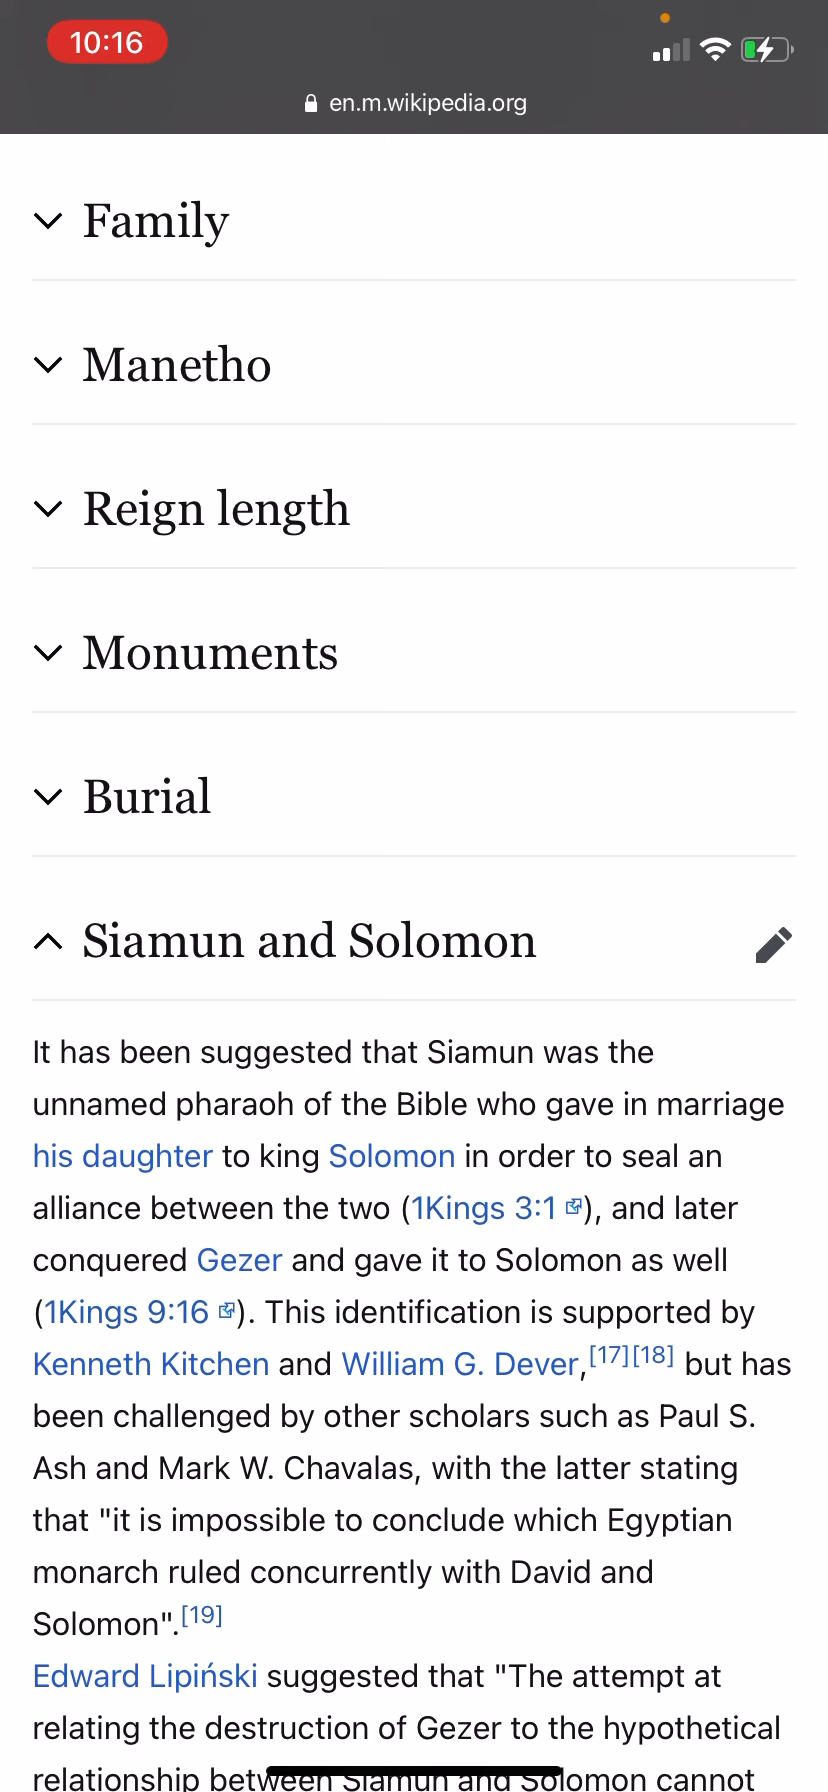 10:16
en.m.wikipedia.org
Family
Manetho
Reign length
Monuments
Burial
Siamun and Solomon
It has been suggested that Siamun was the
unnamed pharaoh of the Bible who gave in marriage
his daughter to king Solomon in order to seal an
alliance between the two (1Kings 3:1), and later
conquered Gezer and gave it to Solomon as well
(1Kings 9:16). This identification is supported by
Kenneth Kitchen and William G. Dever,[17][18] but has
been challenged by other scholars such as Paul S.
Ash and Mark W. Chavalas, with the latter stating
that "it is impossible to conclude which Egyptian
monarch ruled concurrently with David and
Solomon".[19]
Edward Lipiński suggested that "The attempt at
relating the destruction of Gezer to the hypothetical
relationship between Siamun and Solomon cannot